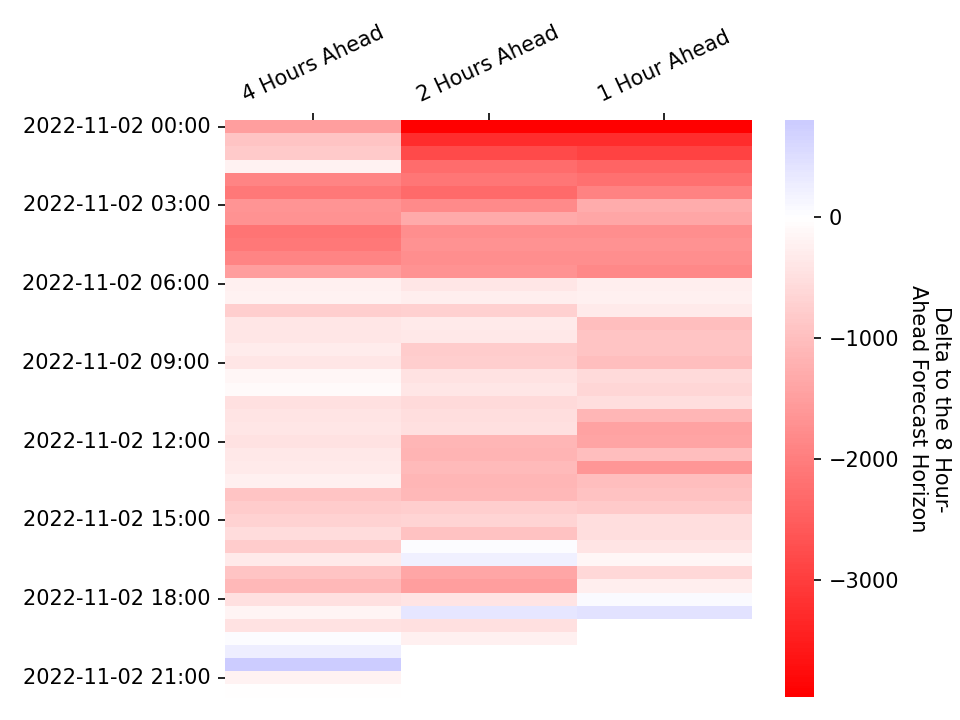 4 Hours Ahead
2 Hours Ahead
1 Hour Ahead
2022-11-02 00:00
2022-11-02 03:00
2022-11-02 06:00
2022-11-02 09:00
2022-11-02 12:00
2022-11-02 15:00
2022-11-02 18:00
2022-11-02 21:00
0
−1000
−2000
−3000
Delta to the 8 Hour-
Ahead Forecast Horizon